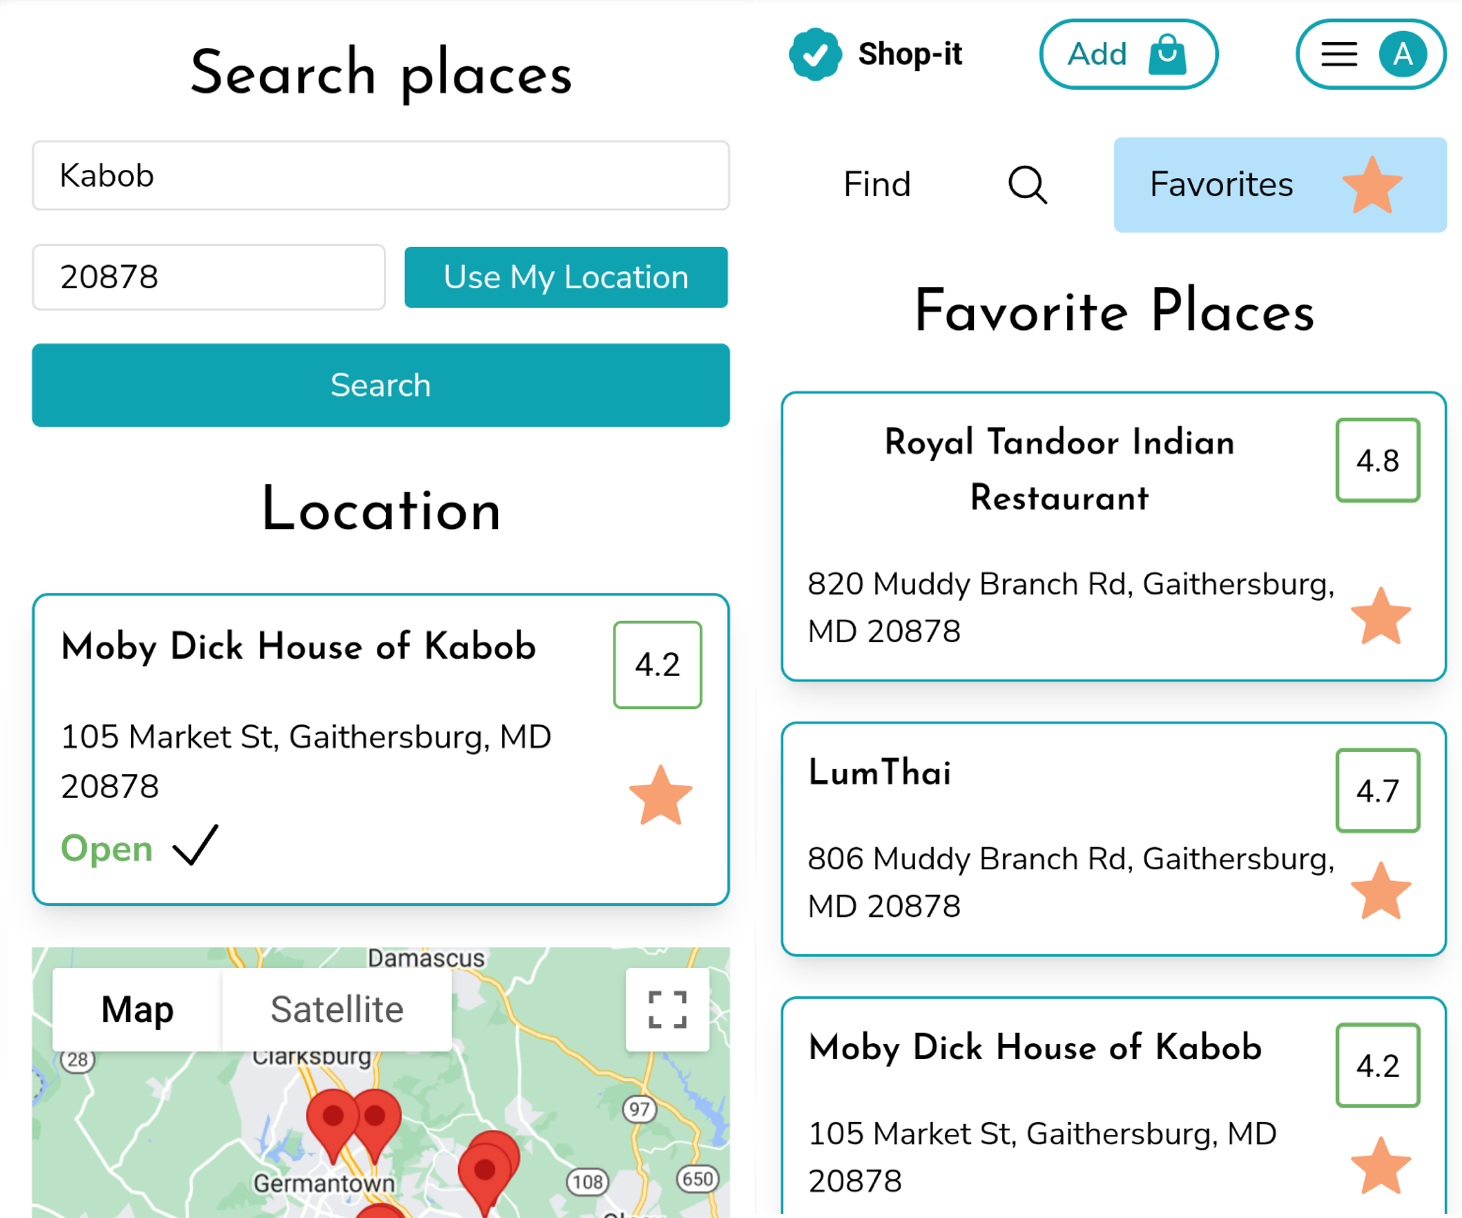 Search places
Kabob
20878
Use My Location
Search
Location
Moby Dick House of Kabob
4.2
105 Market St, Gaithersburg, MD
20878
Open
Damascus
Map
Satellite
Clarksburg
28
97
Germantown
108
650
Shop-it
Add
A
Find
Favorites
Favorite Places
Royal Tandoor Indian
Restaurant
4.8
820 Muddy Branch Rd, Gaithersburg,
MD 20878
LumThai
4.7
806 Muddy Branch Rd, Gaithersburg,
MD 20878
Moby Dick House of Kabob
4.2
105 Market St, Gaithersburg, MD
20878